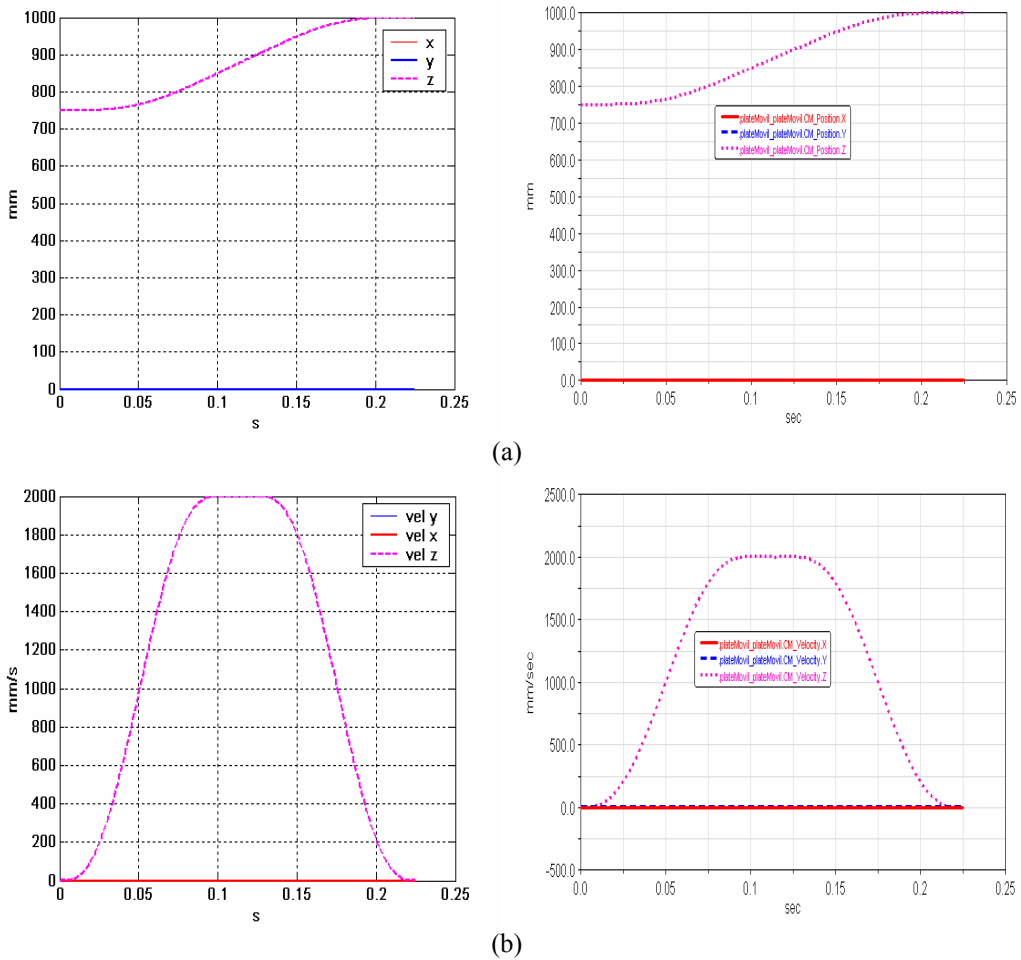 1000
900
800
700
600
500
400
300
200
100
0
mm
x
y
z
0 0.05 0.1 0.15 0.2 0.25
s
1000.0
900.0
800.0
700.0
600.0
500.0
400.0
300.0
200.0
100.0
0.0
mm
.plateMovil_plateMovil.CM_Position.X
.plateMovil_plateMovil.CM_Position.Y
.plateMovil_plateMovil.CM_Position.Z
0.0 0.05 0.1 0.15 0.2 0.25
sec
(a)
2000
1800
1600
1400
1200
1000
800
600
400
200
0
mm/s
vel y
vel x
vel z
0 0.05 0.1 0.15 0.2 0.25
s
2500.0
2000.0
1500.0
1000.0
500.0
0.0
-500.0
mm/sec
.plateMovil_plateMovil.CM_Velocity.X
.plateMovil_plateMovil.CM_Velocity.Y
.plateMovil_plateMovil.CM_Velocity.Z
0.0 0.05 0.1 0.15 0.2 0.25
sec
(b)